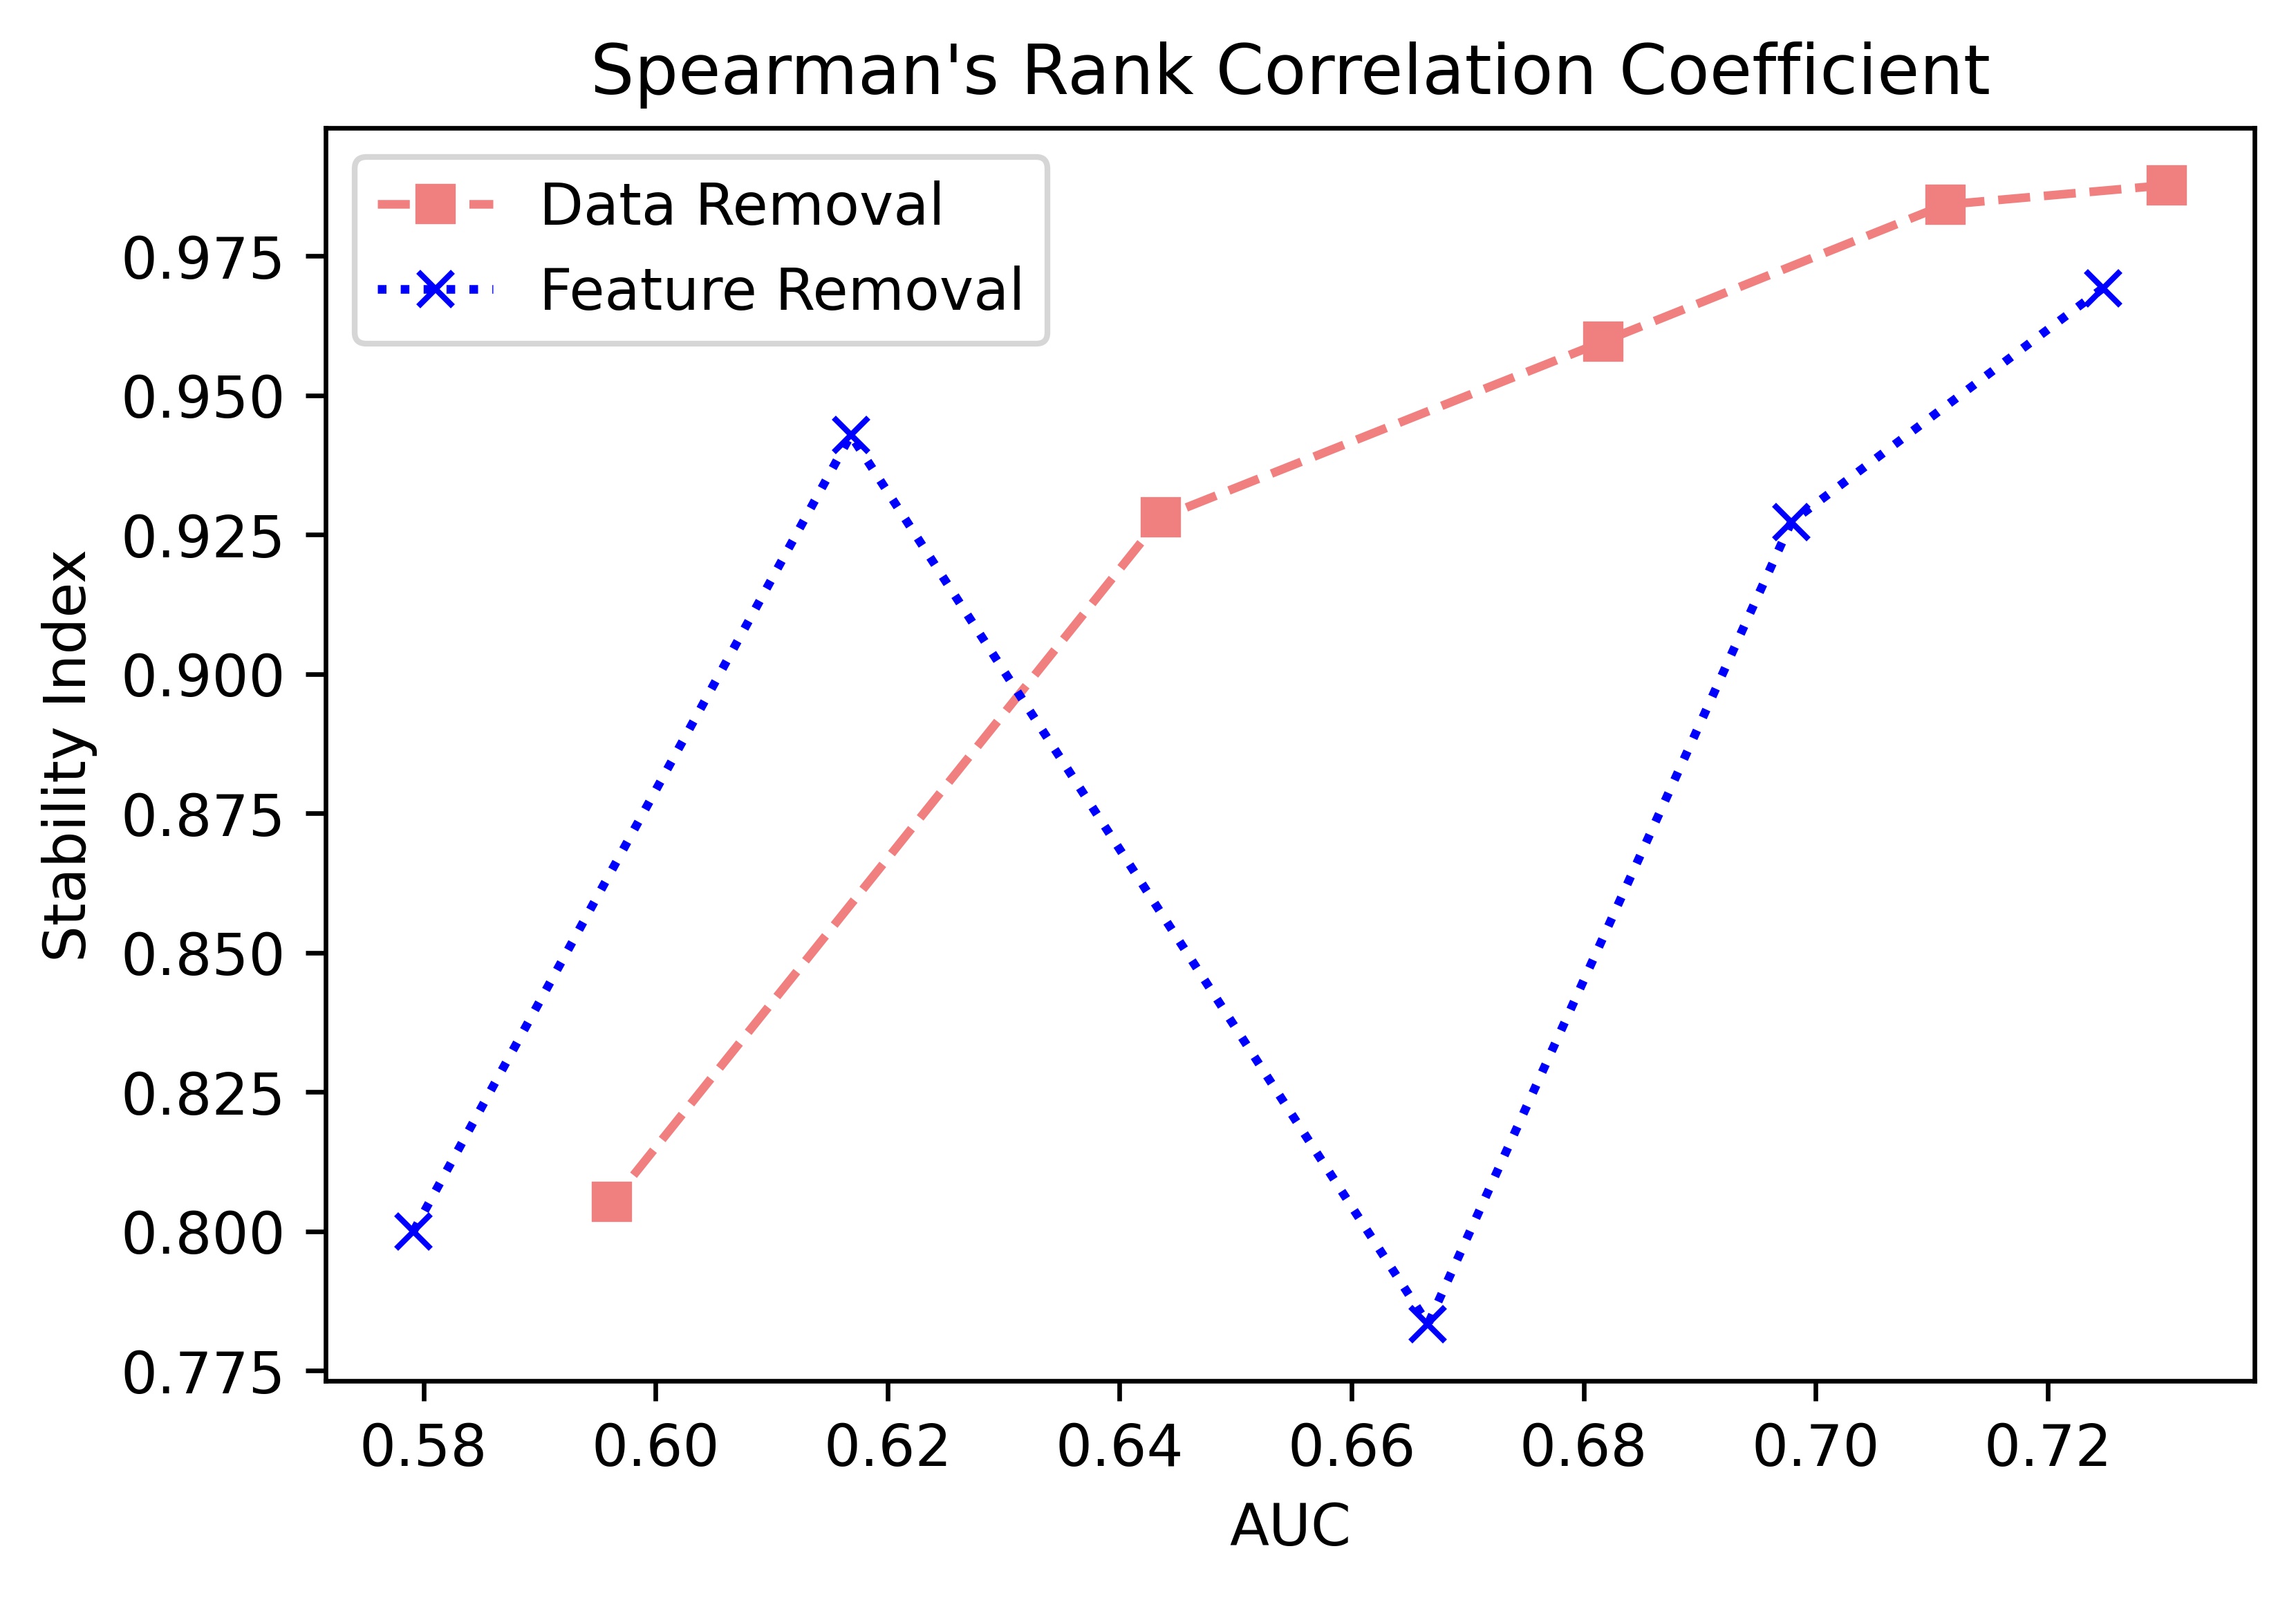 Spearman's Rank Correlation Coefficient
Data Removal
Feature Removal
0.975
0.950
0.925
0.900
0.875
0.850
0.825
0.800
0.775
Stability Index
0.58 0.60 0.62 0.64 0.66 0.68 0.70 0.72
AUC